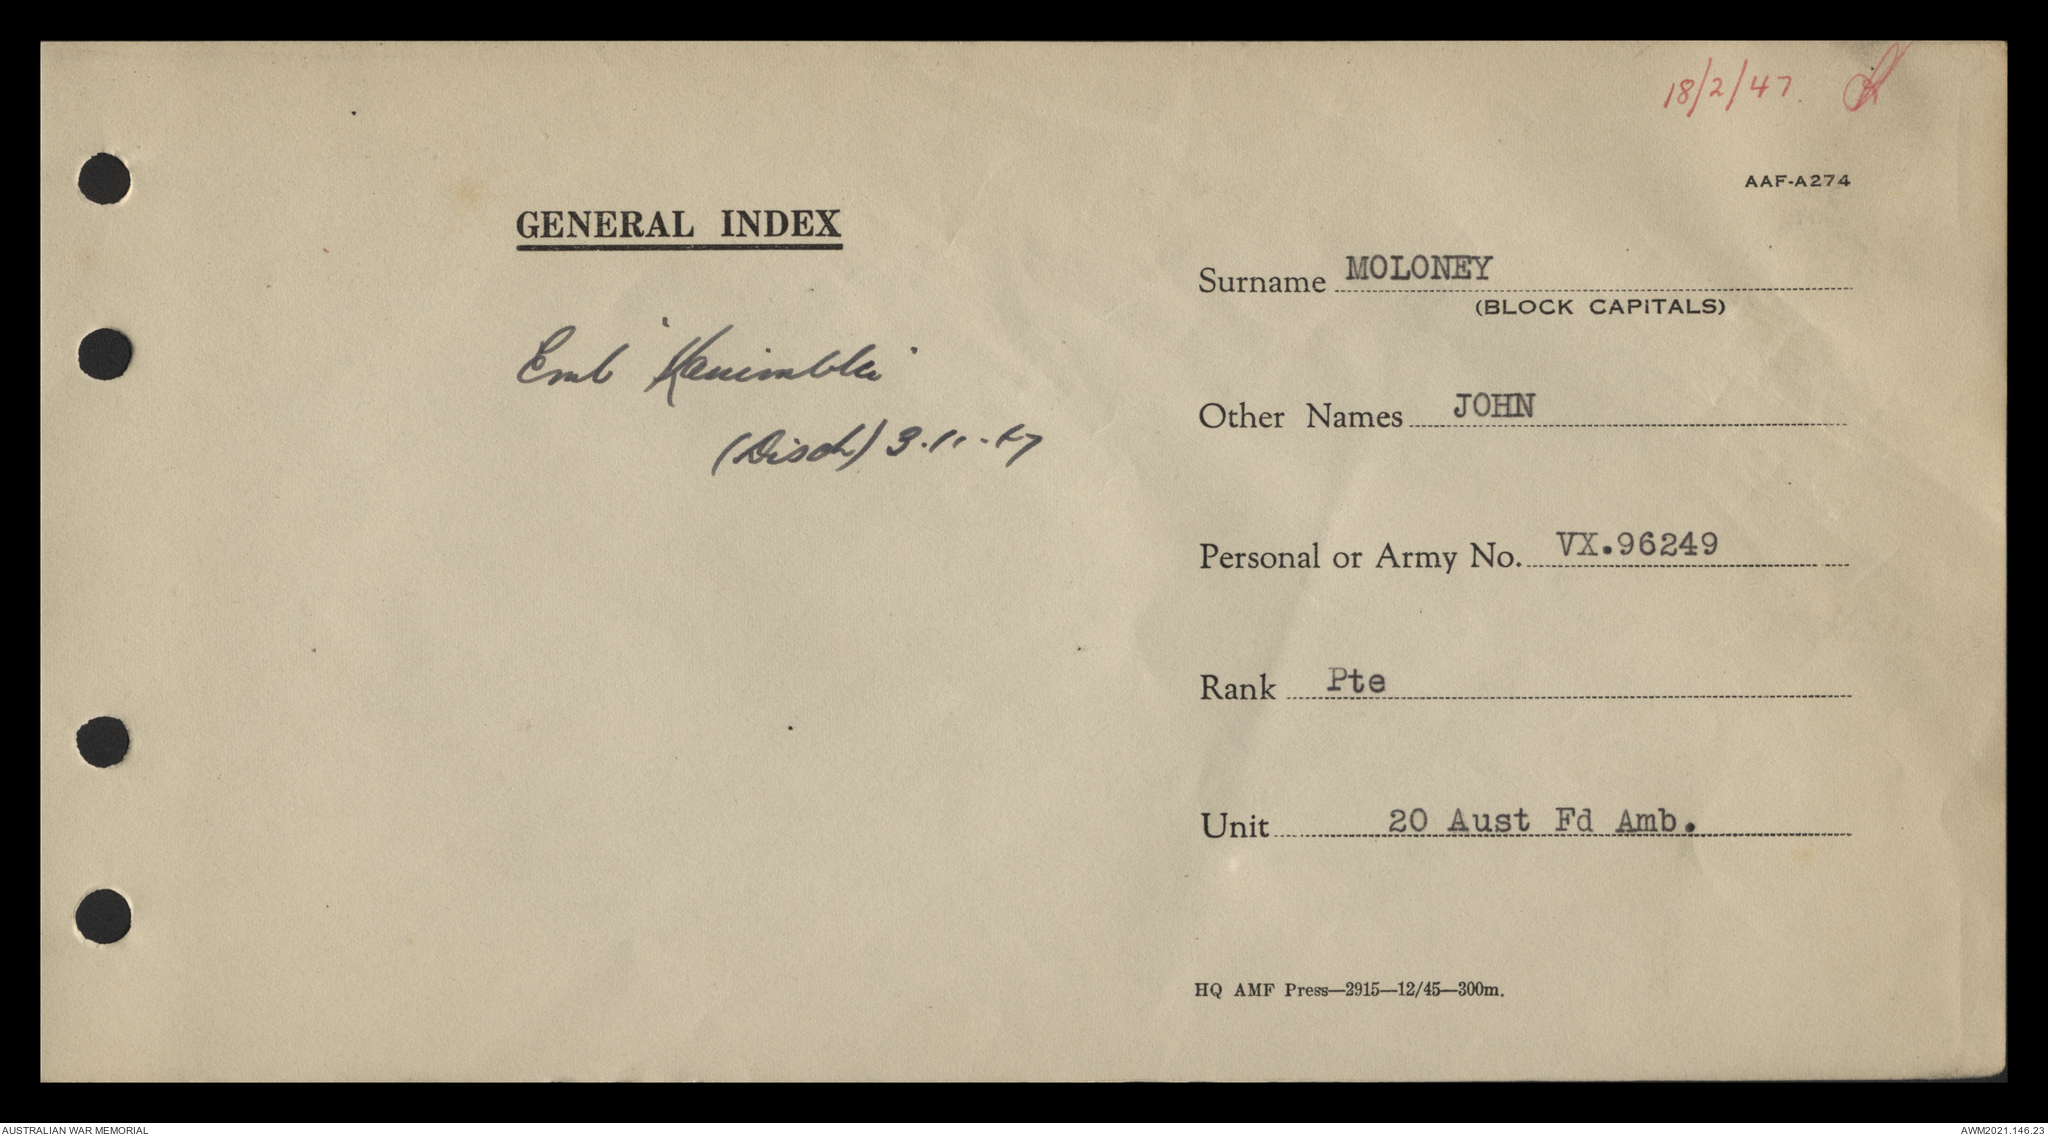 18/2/47
AAF-A274
GENERAL INDEX
Surname MOLONEY
(BLOCK CAPITALS)
Emb "Kanimbla"
(Disch) 3.11.47
Other Names JOHN
Personal or Army No. VX.96249
Rank Pte
Unit 20 Aust Fd Amb.
HQ AMF Press—2915—12/45—300m.
AUSTRALIAN WAR MEMORIAL
AWM2021.146.23